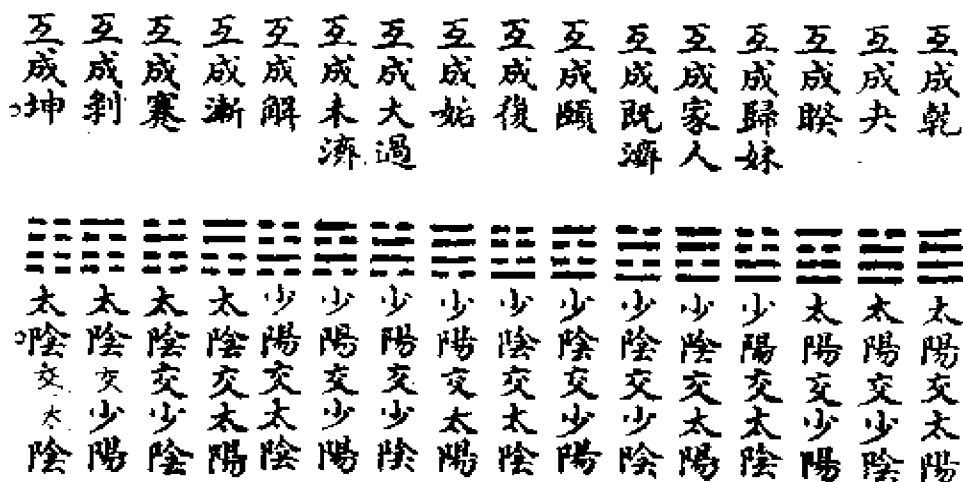 互成乾
互成夬
互成睽
互成歸妹
互成家人
互成既濟
互成頤
互成復
互成姤
互成大過
互成未濟
互成解
互成漸
互成蹇
互成剝
互成坤
太陽交太陽
太陽交少陰
太陽交少陽
少陽交太陰
少陰交太陽
少陰交少陰
少陰交少陽
少陰交太陰
少陽交太陽
少陽交少陰
少陽交少陽
少陽交太陰
太陰交太陽
太陰交少陰
太陰交少陽
太陰交太陰